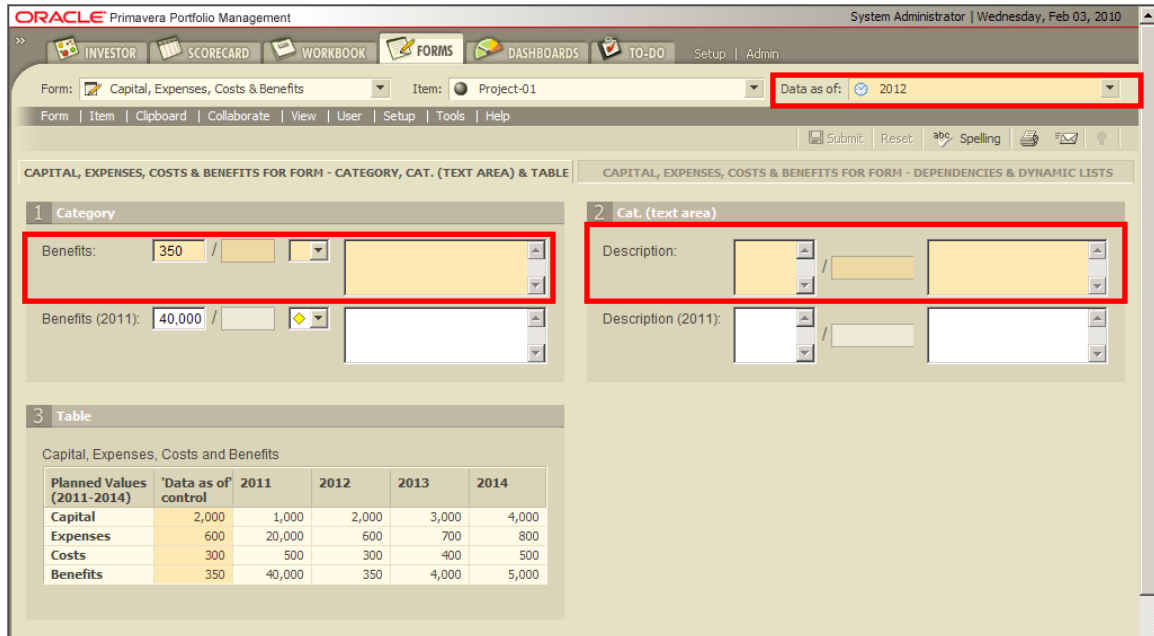 ORACLE Primavera Portfolio Management System Administrator | Wednesday, Feb 03, 2010
» INVESTOR SCORECARD WORKBOOK FORMS DASHBOARDS TO-DO Setup | Admin
Form: Capital, Expenses, Costs & Benefits Item: Project-01 Data as of: 2012
Form | Item | Clipboard | Collaborate | View | User | Setup | Tools | Help
Submit Reset abc Spelling
CAPITAL, EXPENSES, COSTS & BENEFITS FOR FORM - CATEGORY, CAT. (TEXT AREA) & TABLE CAPITAL, EXPENSES, COSTS & BENEFITS FOR FORM - DEPENDENCIES & DYNAMIC LISTS
1 Category
Benefits: 350 /
Benefits (2011): 40,000 /
2 Cat. (text area)
Description: /
Description (2011): /
3 Table
Capital, Expenses, Costs and Benefits
Planned Values (2011-2014) 'Data as of' control 2011 2012 2013 2014
Capital 2,000 1,000 2,000 3,000 4,000
Expenses 600 20,000 600 700 800
Costs 300 500 300 400 500
Benefits 350 40,000 350 4,000 5,000